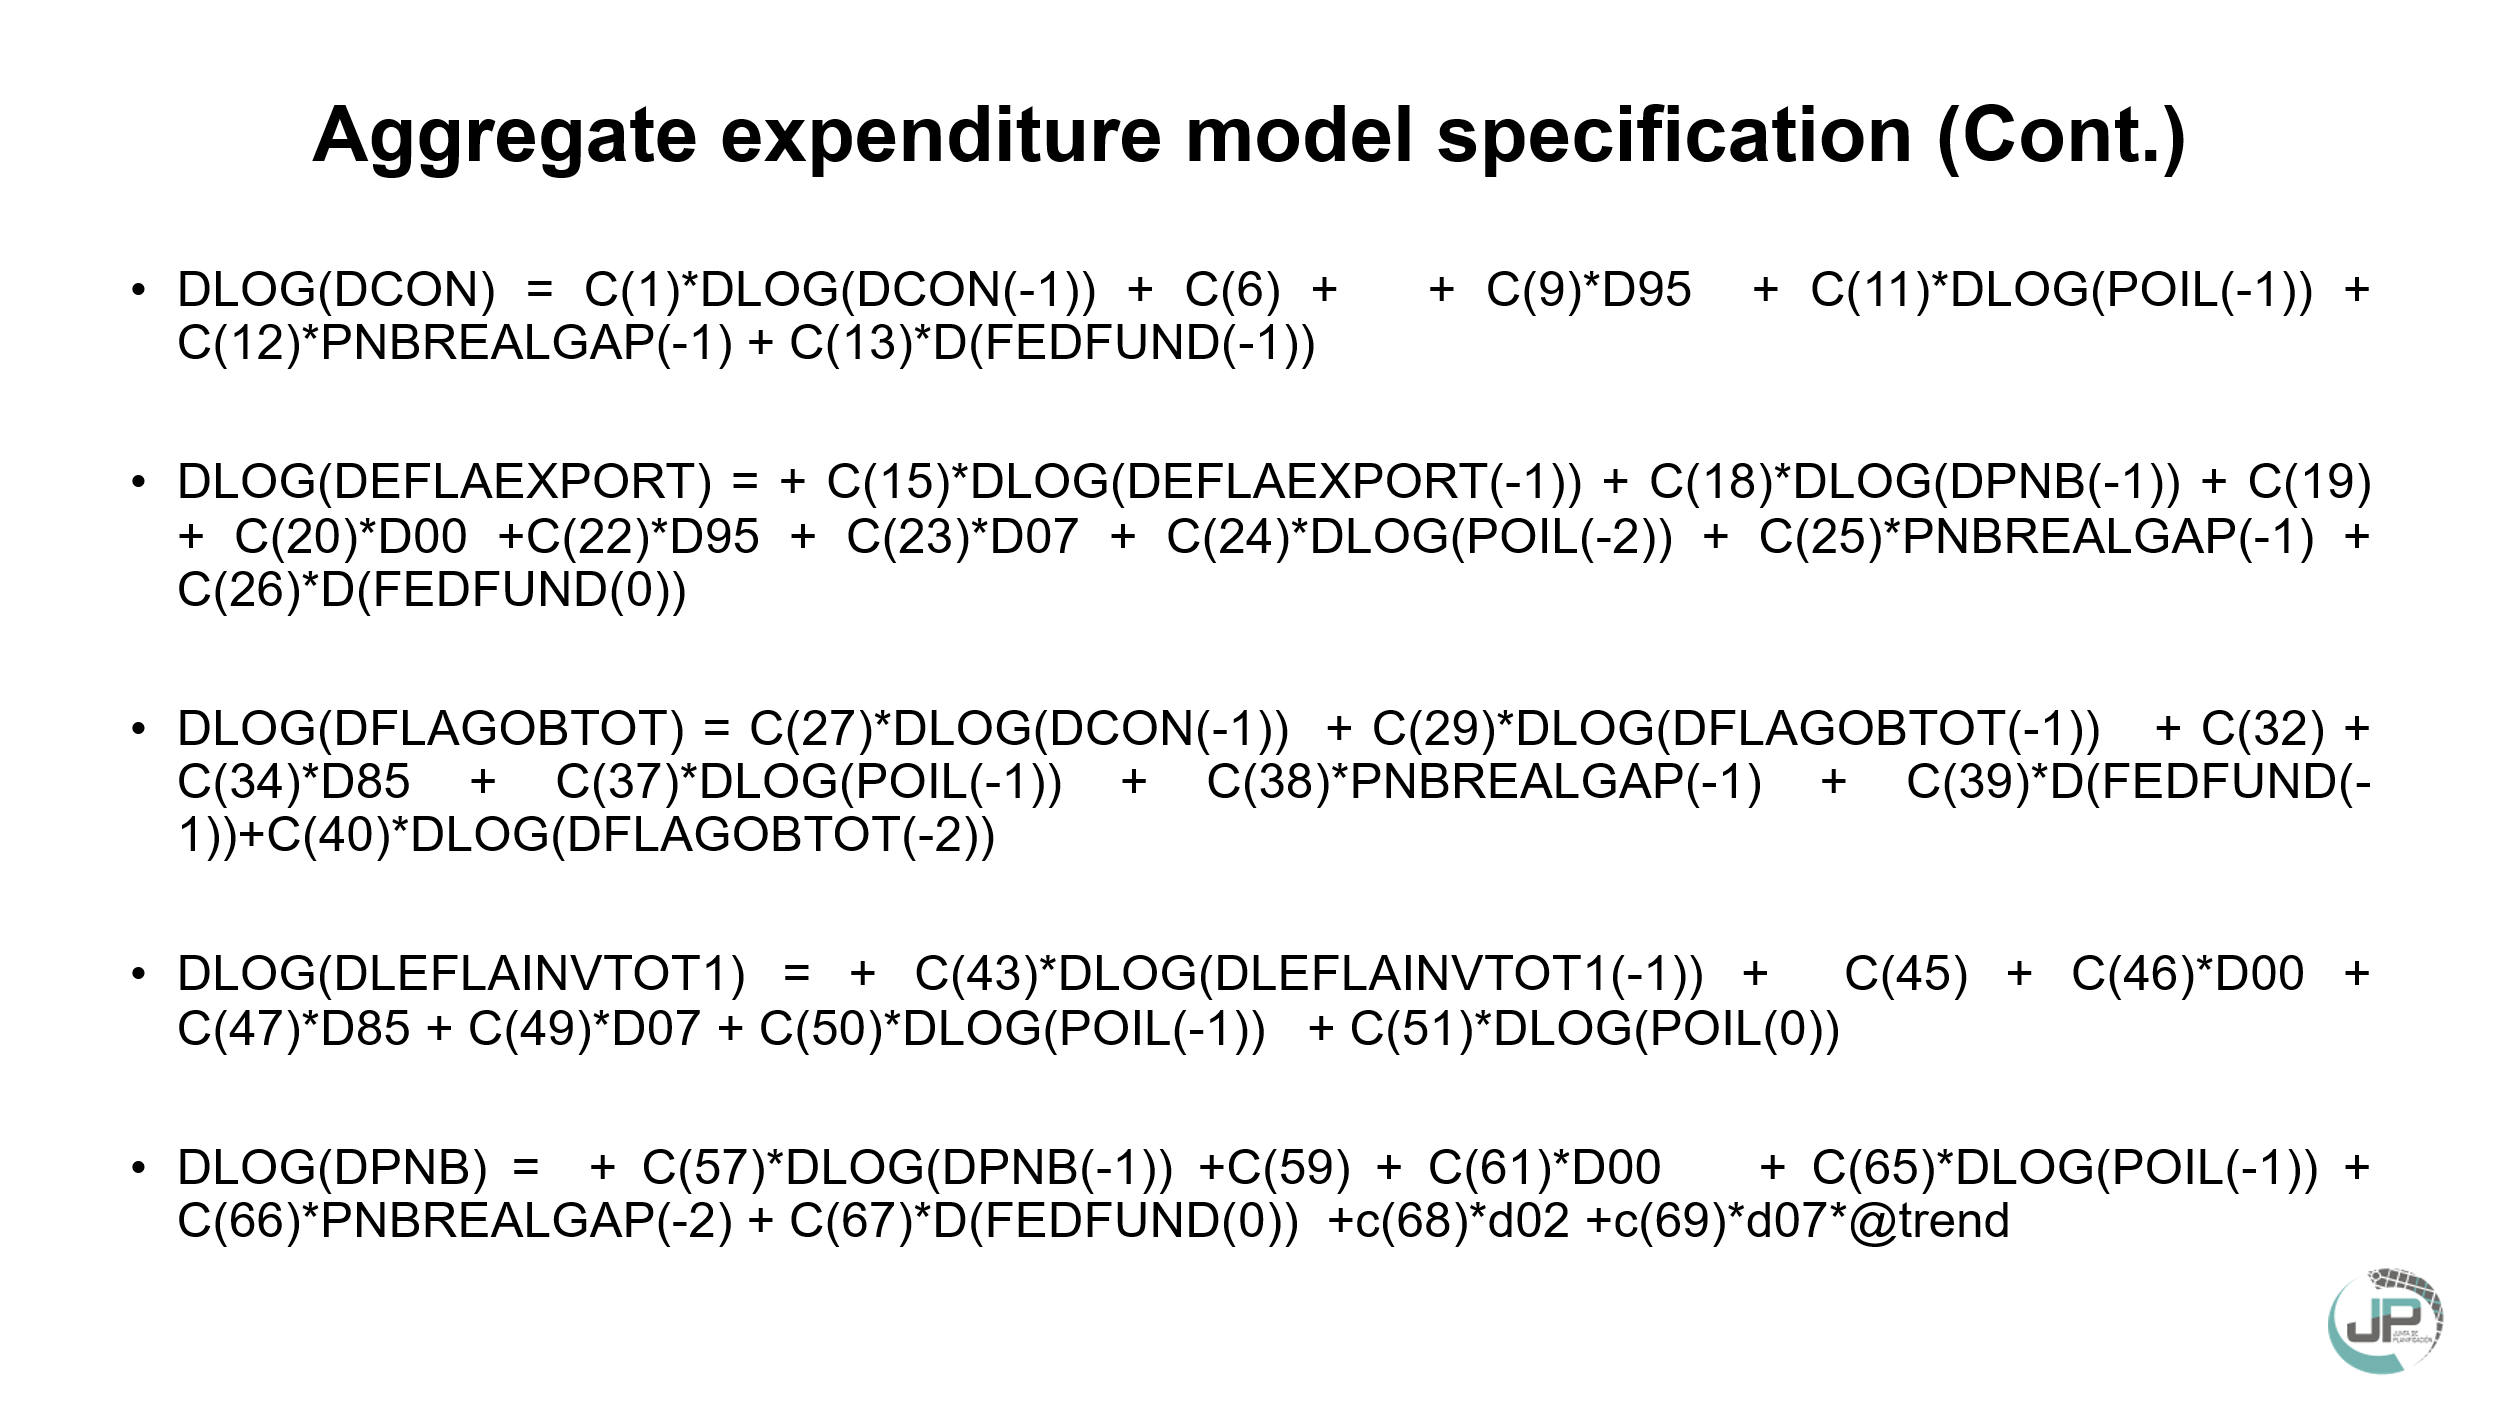 Aggregate expenditure model specification (Cont.)
• DLOG(DCON) = C(1)*DLOG(DCON(-1)) + C(6) + + C(9)*D95 + C(11)*DLOG(POIL(-1)) +
C(12)*PNBREALGAP(-1) + C(13)*D(FEDFUND(-1))
• DLOG(DEFLAEXPORT) = + C(15)*DLOG(DEFLAEXPORT(-1)) + C(18)*DLOG(DPNB(-1)) + C(19)
+ C(20)*D00 +C(22)*D95 + C(23)*D07 + C(24)*DLOG(POIL(-2)) + C(25)*PNBREALGAP(-1) +
C(26)*D(FEDFUND(0))
• DLOG(DFLAGOBTOT) = C(27)*DLOG(DCON(-1)) + C(29)*DLOG(DFLAGOBTOT(-1)) + C(32) +
C(34)*D85 + C(37)*DLOG(POIL(-1)) + C(38)*PNBREALGAP(-1) + C(39)*D(FEDFUND(-
1))+C(40)*DLOG(DFLAGOBTOT(-2))
• DLOG(DLEFLAINVTOT1) = + C(43)*DLOG(DLEFLAINVTOT1(-1)) + C(45) + C(46)*D00 +
C(47)*D85 + C(49)*D07 + C(50)*DLOG(POIL(-1)) + C(51)*DLOG(POIL(0))
• DLOG(DPNB) = + C(57)*DLOG(DPNB(-1)) +C(59) + C(61)*D00 + C(65)*DLOG(POIL(-1)) +
C(66)*PNBREALGAP(-2) + C(67)*D(FEDFUND(0)) +c(68)*d02 +c(69)*d07*@trend
JP
JUNTA DE
PLANIFICACIÓN